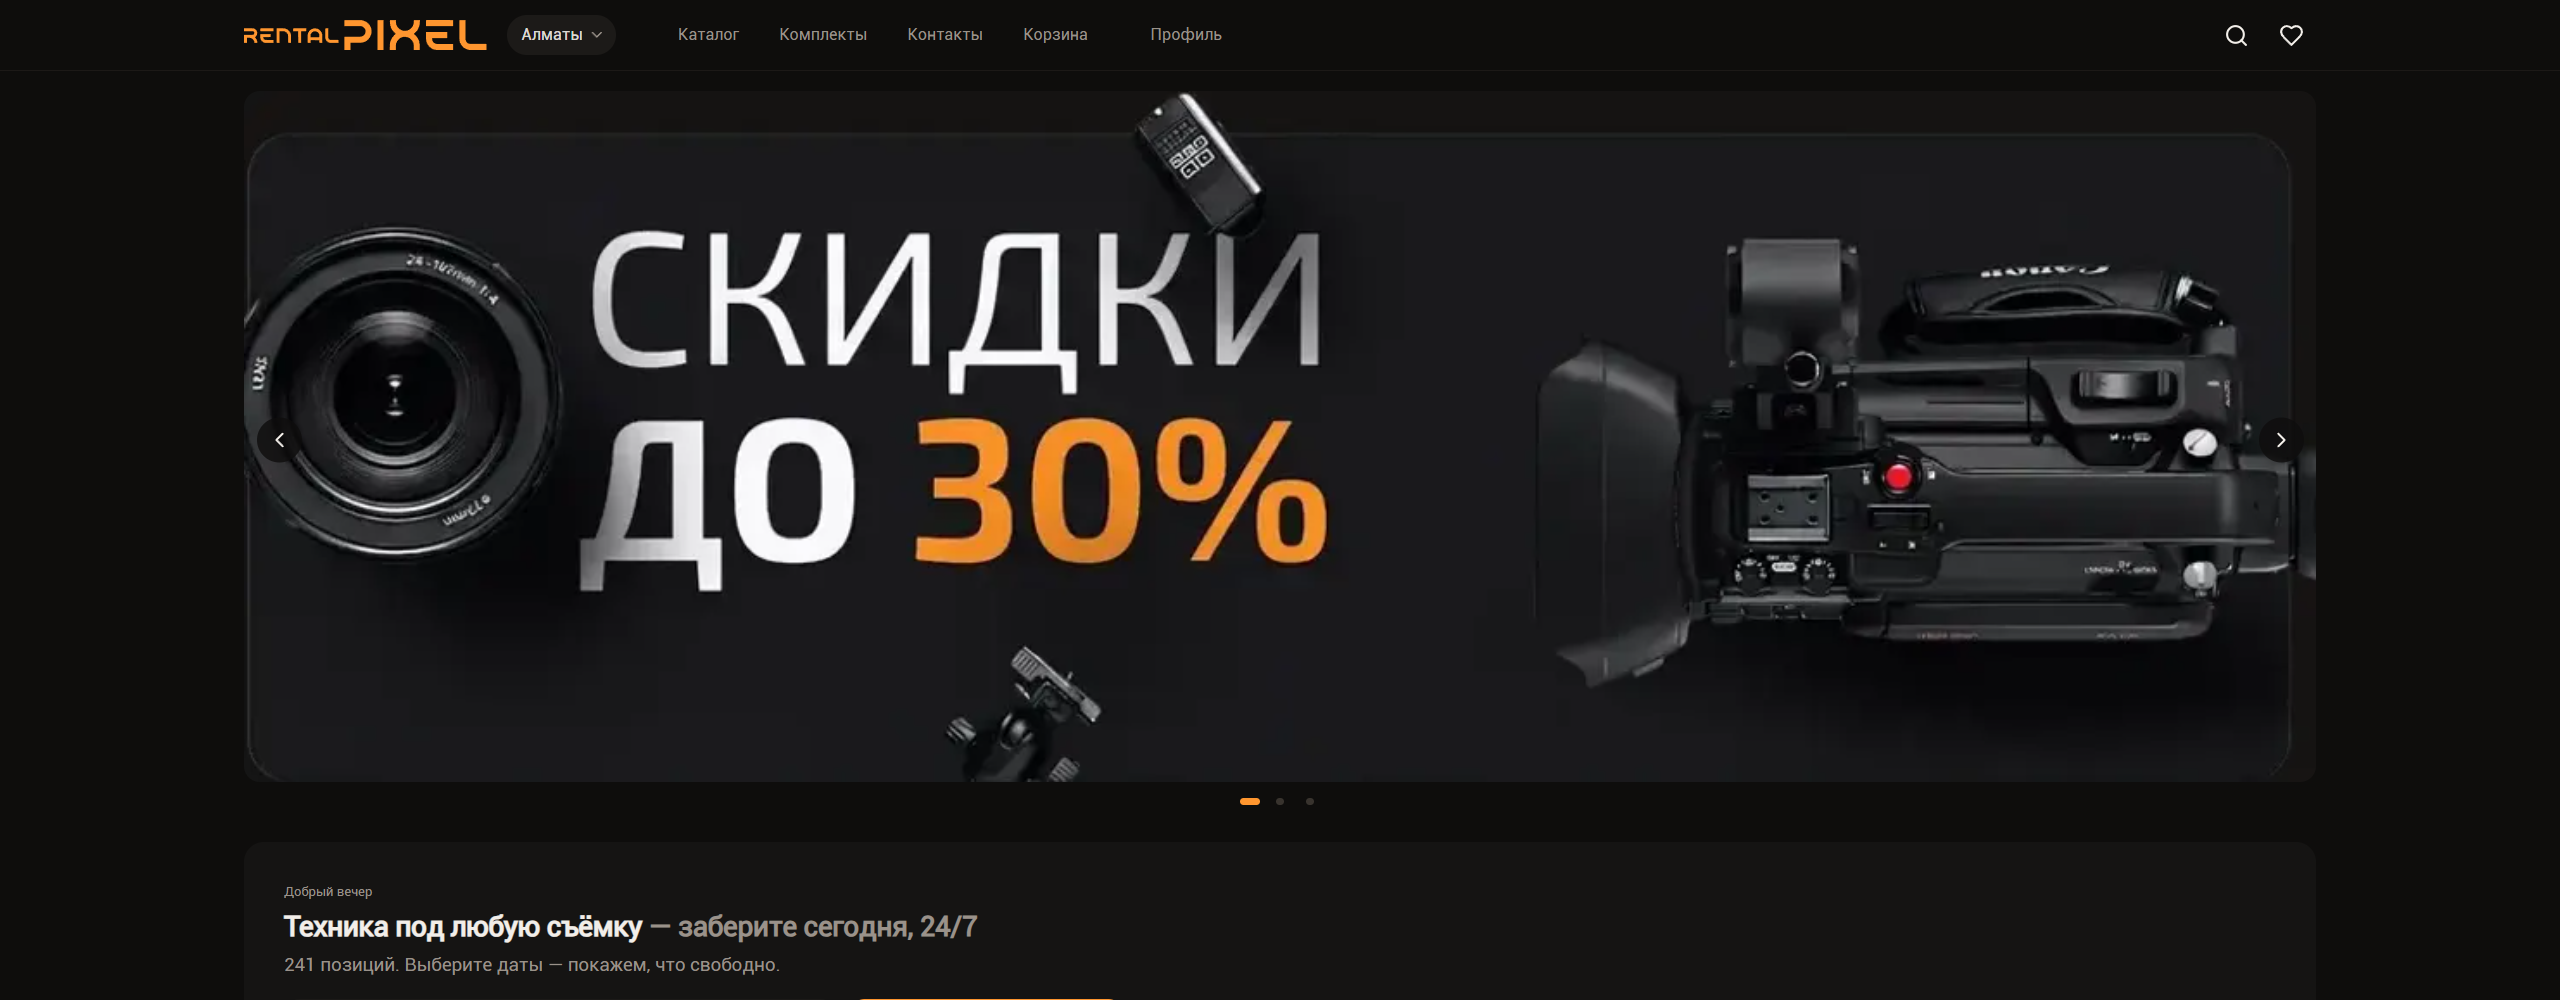 RENTAL PIXEL
Алматы
Каталог
Комплекты
Контакты
Корзина
Профиль
СКИДКИ
ДО 30%
Canon
Добрый вечер
Техника под любую съёмку — заберите сегодня, 24/7
241 позиций. Выберите даты — покажем, что свободно.